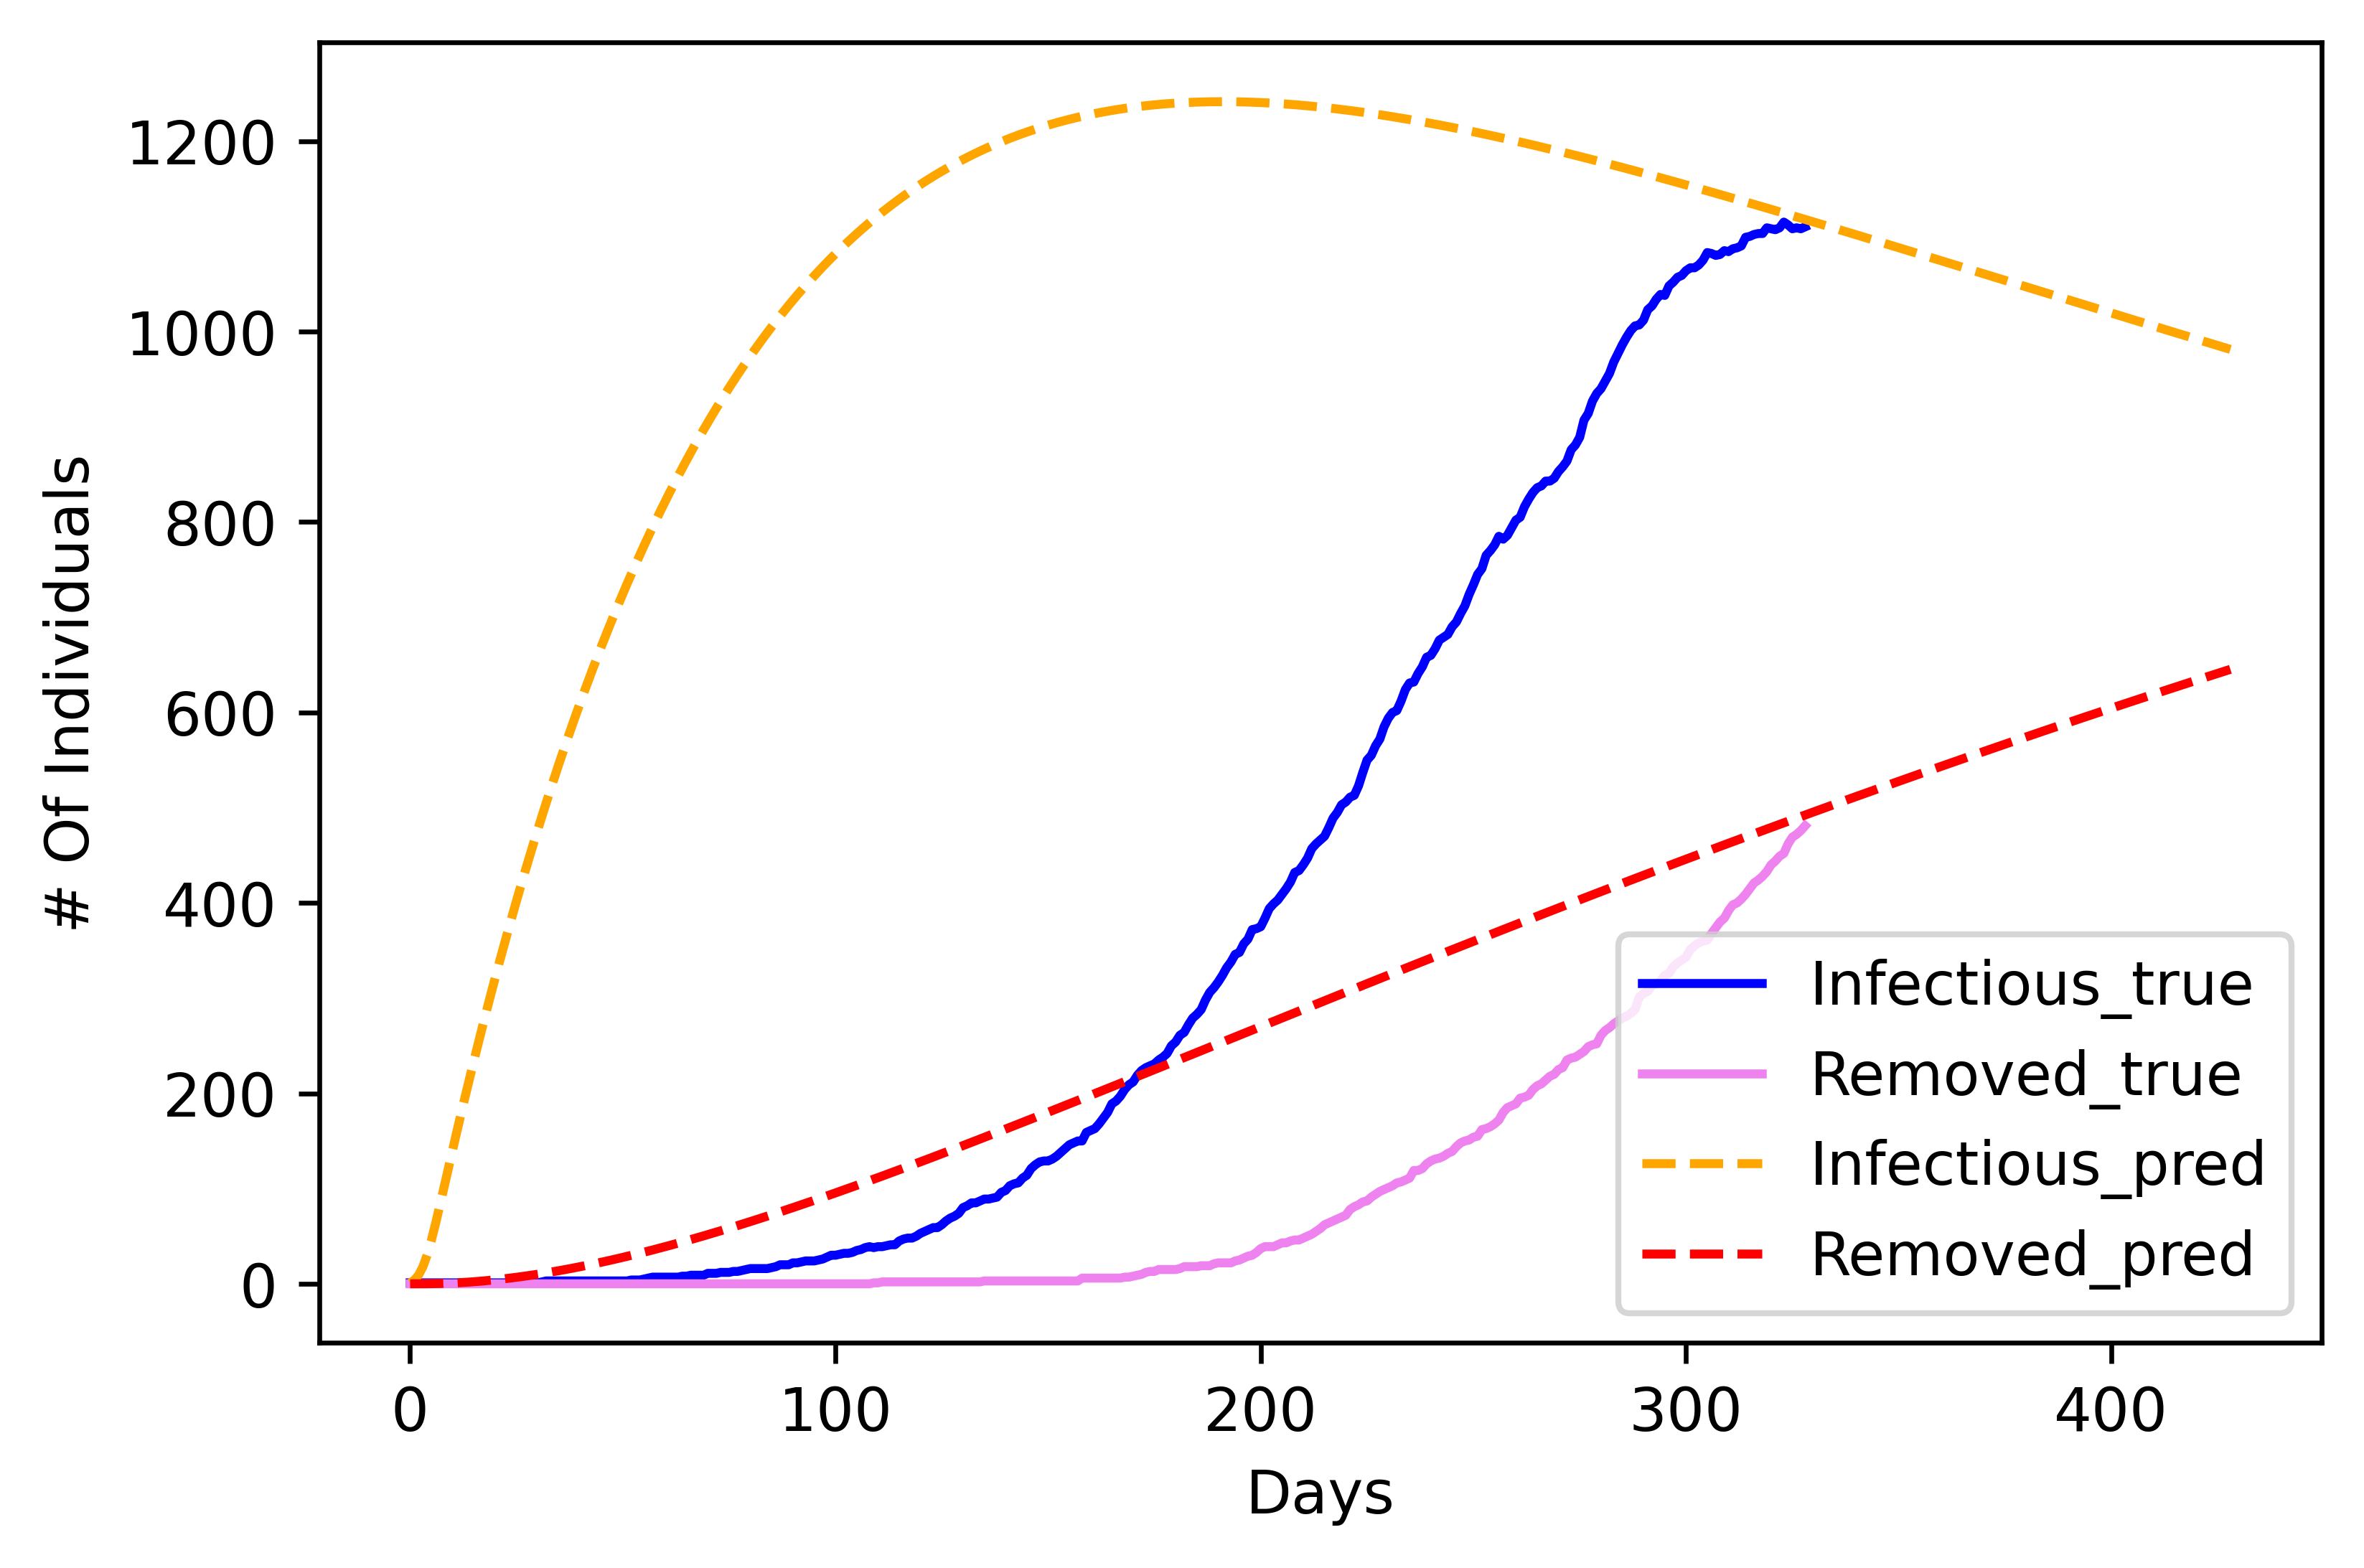 1200
1000
800
600
400
200
0
# Of Individuals
Infectious_true
Removed_true
Infectious_pred
Removed_pred
0 100 200 300 400
Days